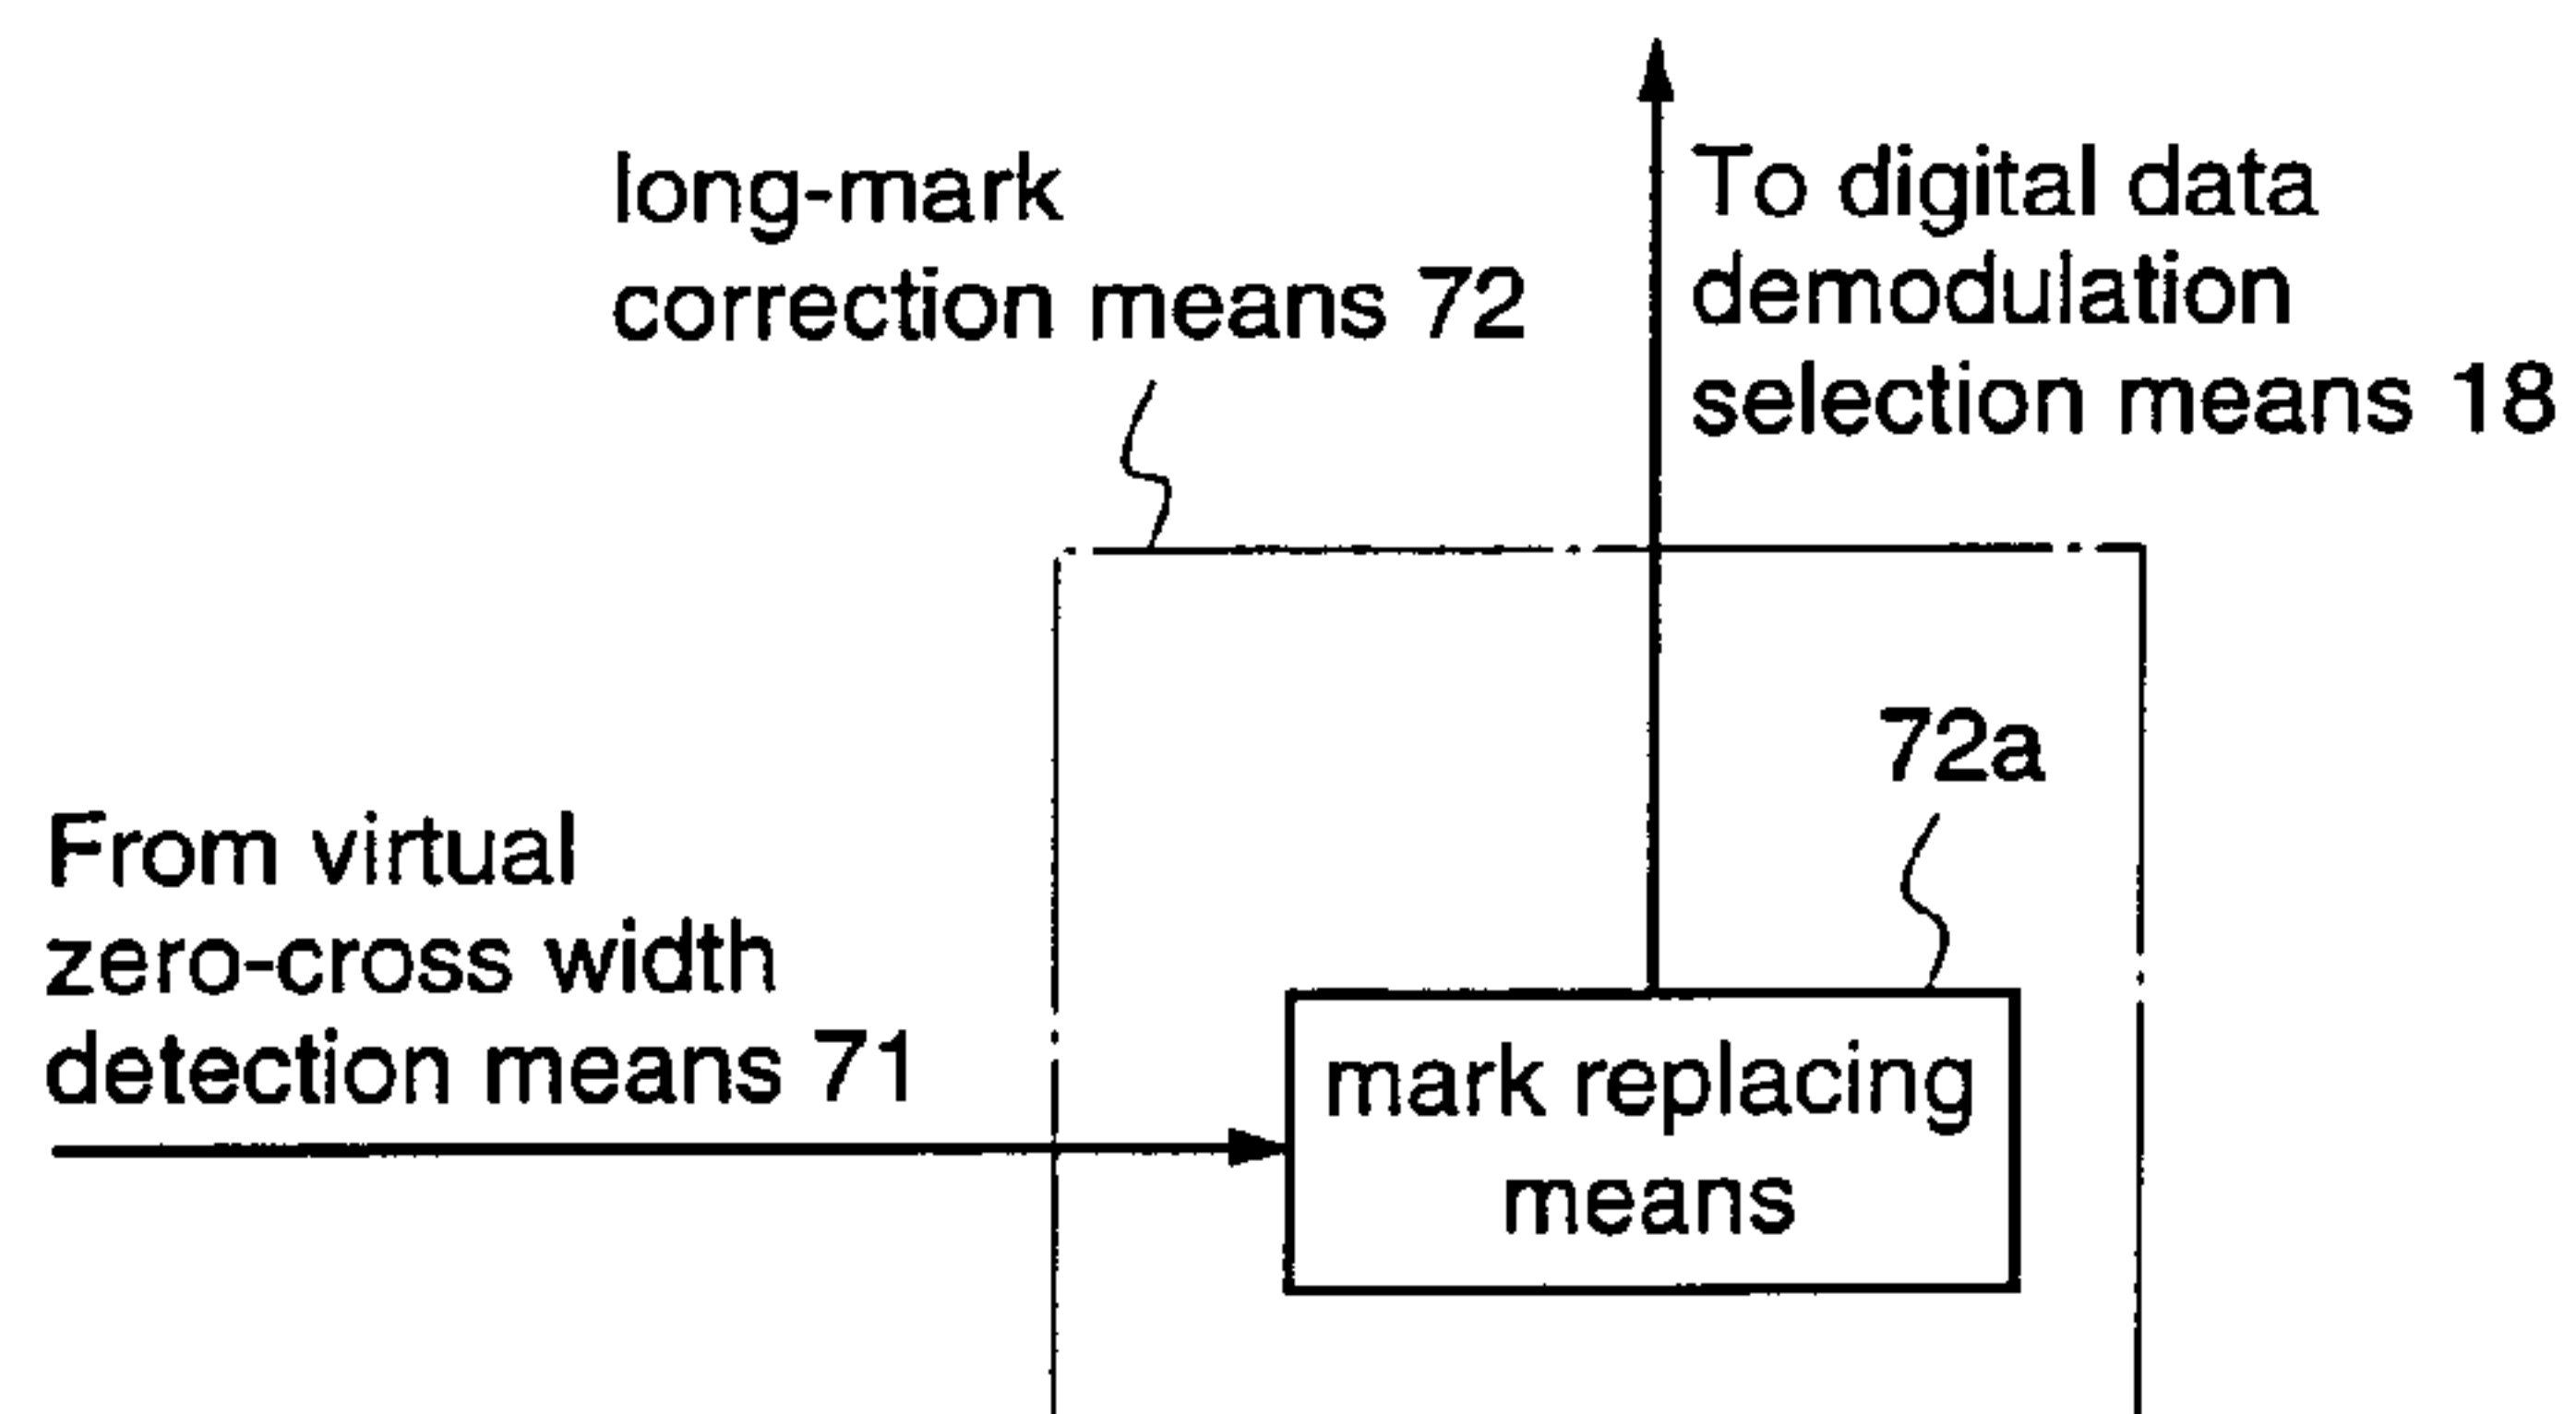 long-mark
correction means 72
To digital data
demodulation
selection means 18
72a
From virtual
zero-cross width
detection means 71
mark replacing
means